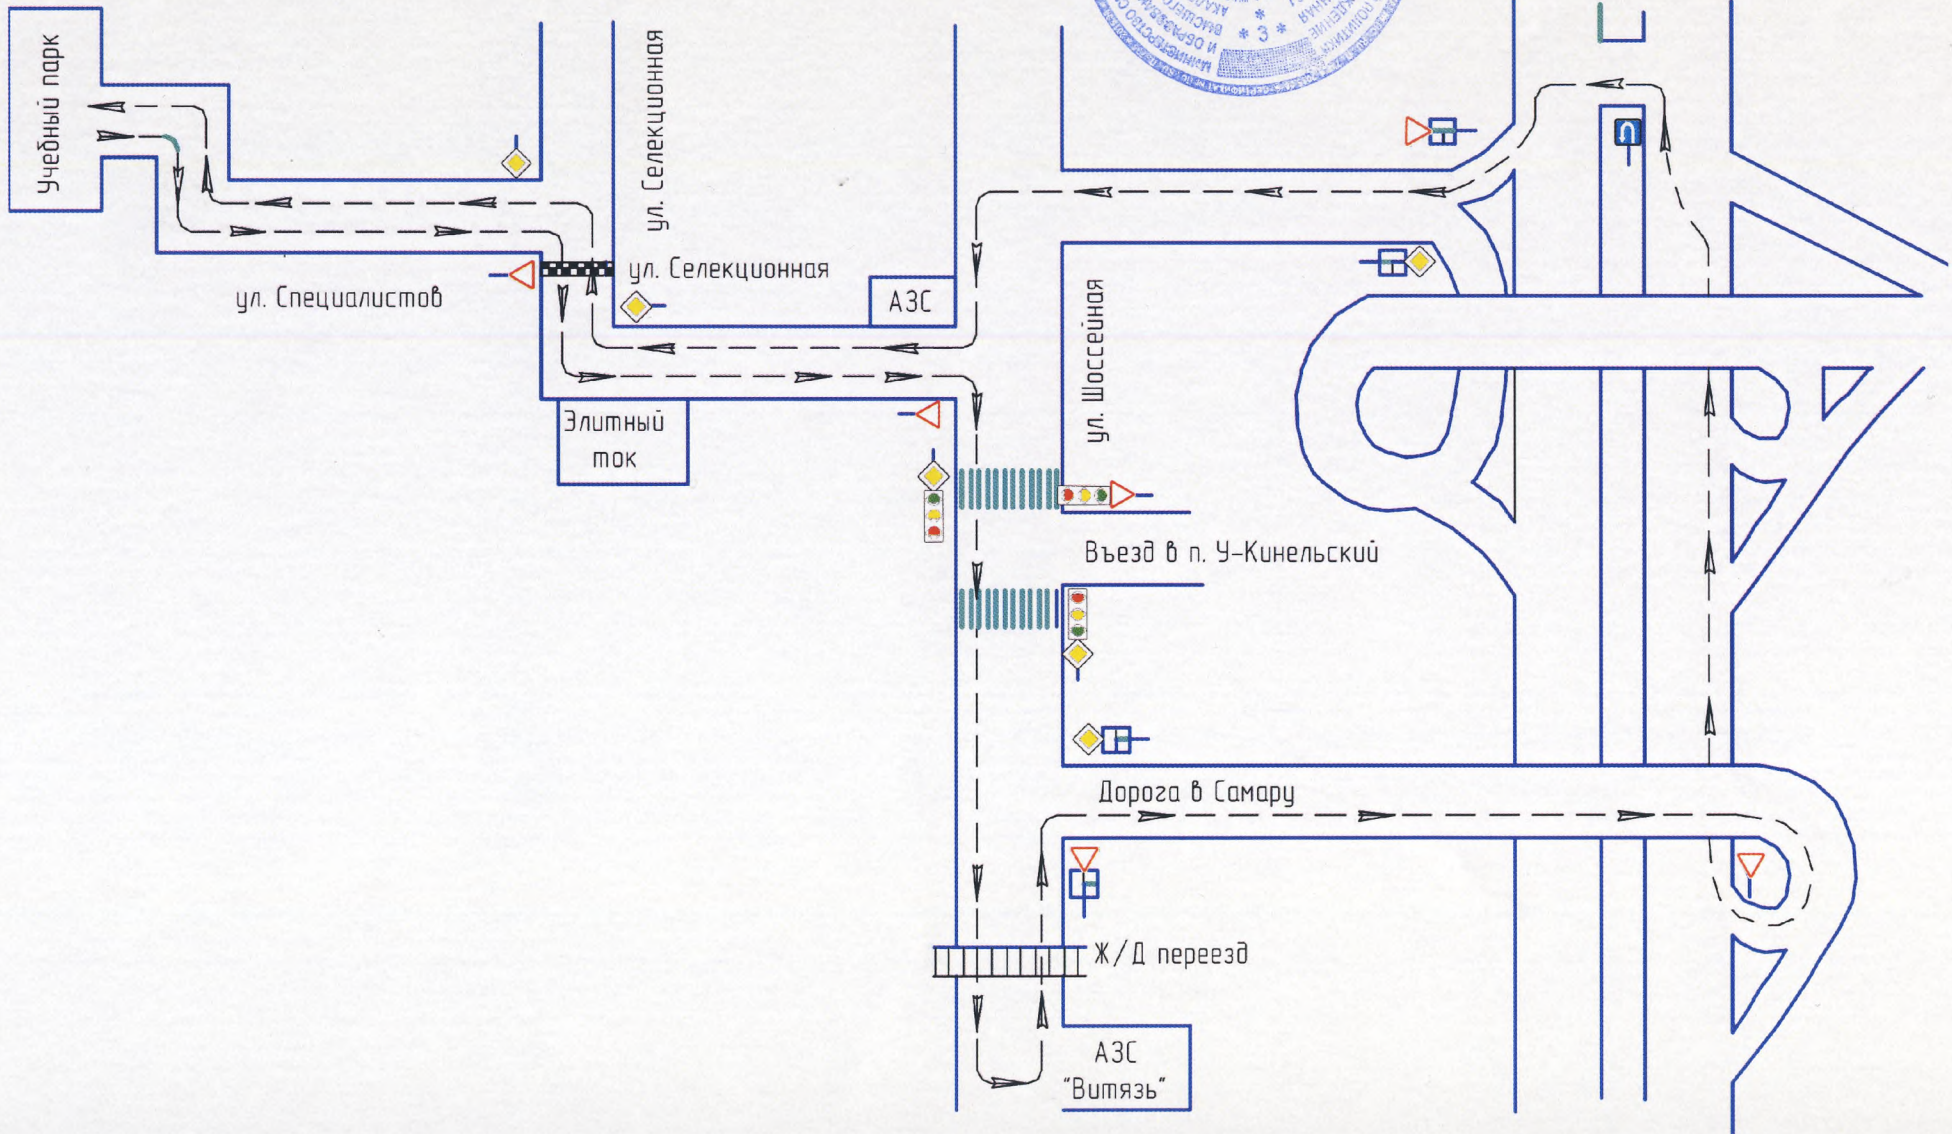 Учебный парк
ул. Селекционная
ул. Селекционная
ул. Специалистов
АЗС
ул. Шоссейная
Элитный
ток
Въезд в п. У-Кинельский
Дорога в Самару
Ж/Д переезд
АЗС
"Витязь"
* 3 *